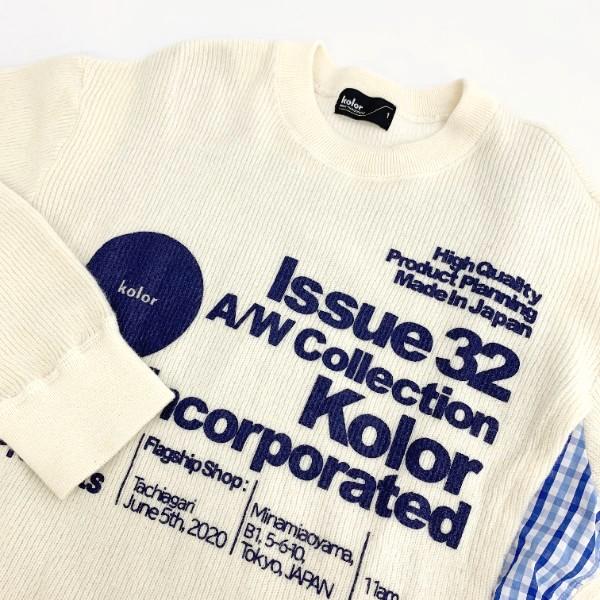 kolor
1
High Quality
Product Planning
Made In Japan
kolor
Issue 32
A/W Collection
Kolor
Incorporated
Flagship Shop :
Tachiagari
June 5th, 2020
Minamiaoyama,
B1, 5-6-10,
Tokyo, JAPAN
11am